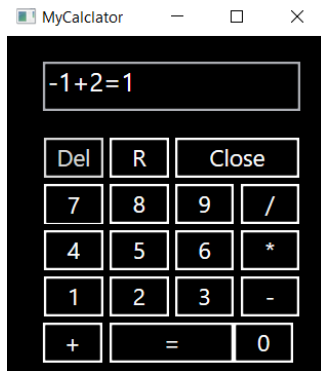 MyCalclator
-1+2=1
Del R Close
7 8 9 /
4 5 6 *
1 2 3 -
+ = 0